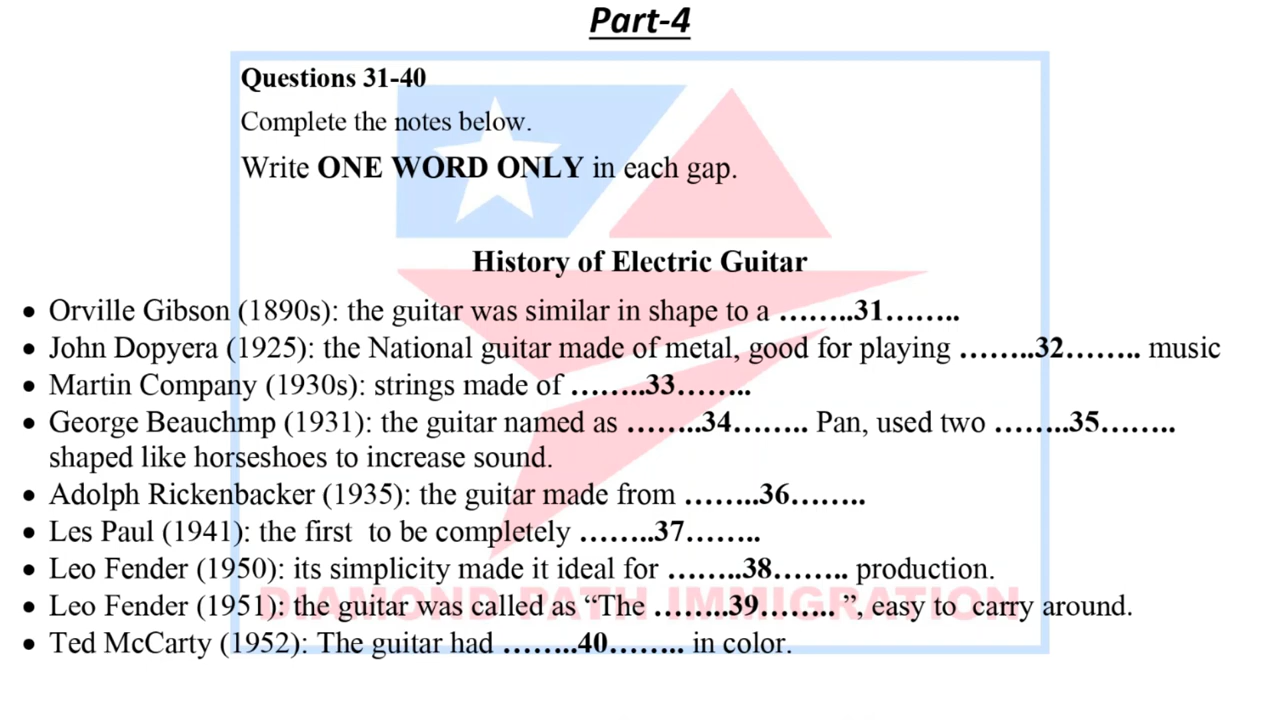 Part-4
Questions 31-40
Complete the notes below.
Write ONE WORD ONLY in each gap.
History of Electric Guitar
• Orville Gibson (1890s): the guitar was similar in shape to a ……..31……..
• John Dopyera (1925): the National guitar made of metal, good for playing ……..32…….. music
• Martin Company (1930s): strings made of ……..33……..
• George Beauchmp (1931): the guitar named as ……..34…….. Pan, used two ……..35……..
shaped like horseshoes to increase sound.
• Adolph Rickenbacker (1935): the guitar made from ……..36……..
• Les Paul (1941): the first  to be completely ……..37……..
• Leo Fender (1950): its simplicity made it ideal for ……..38…….. production.
• Leo Fender (1951): the guitar was called as “The ……..39…….. ”, easy to carry around.
DIAMOND PATH IMMIGRATION
• Ted McCarty (1952): The guitar had ……..40…….. in color.